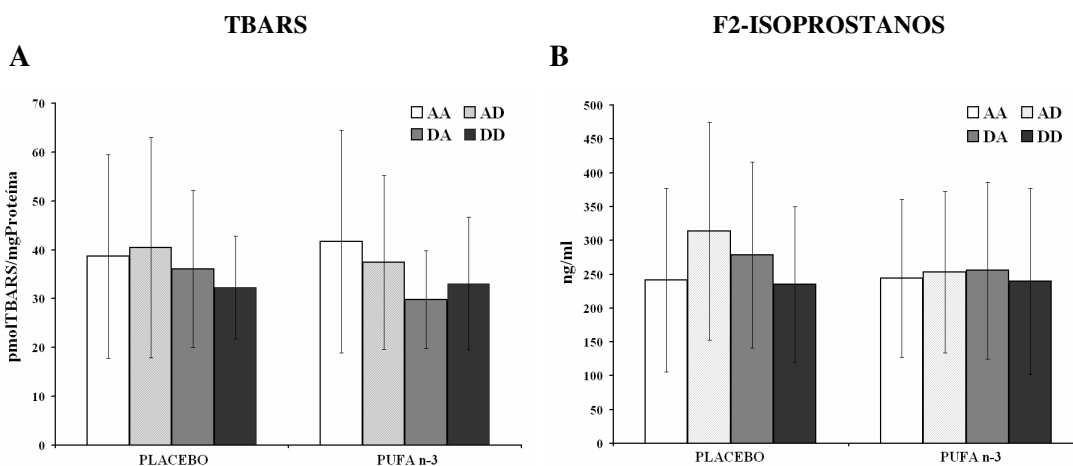 TBARS
A
AA AD
DA DD
pmolTBARS/mgProteína
70
60
50
40
30
20
10
0
PLACEBO PUFA n-3
F2-ISOPROSTANOS
B
AA AD
DA DD
ng/ml
500
450
400
350
300
250
200
150
100
50
0
PLACEBO PUFA n-3